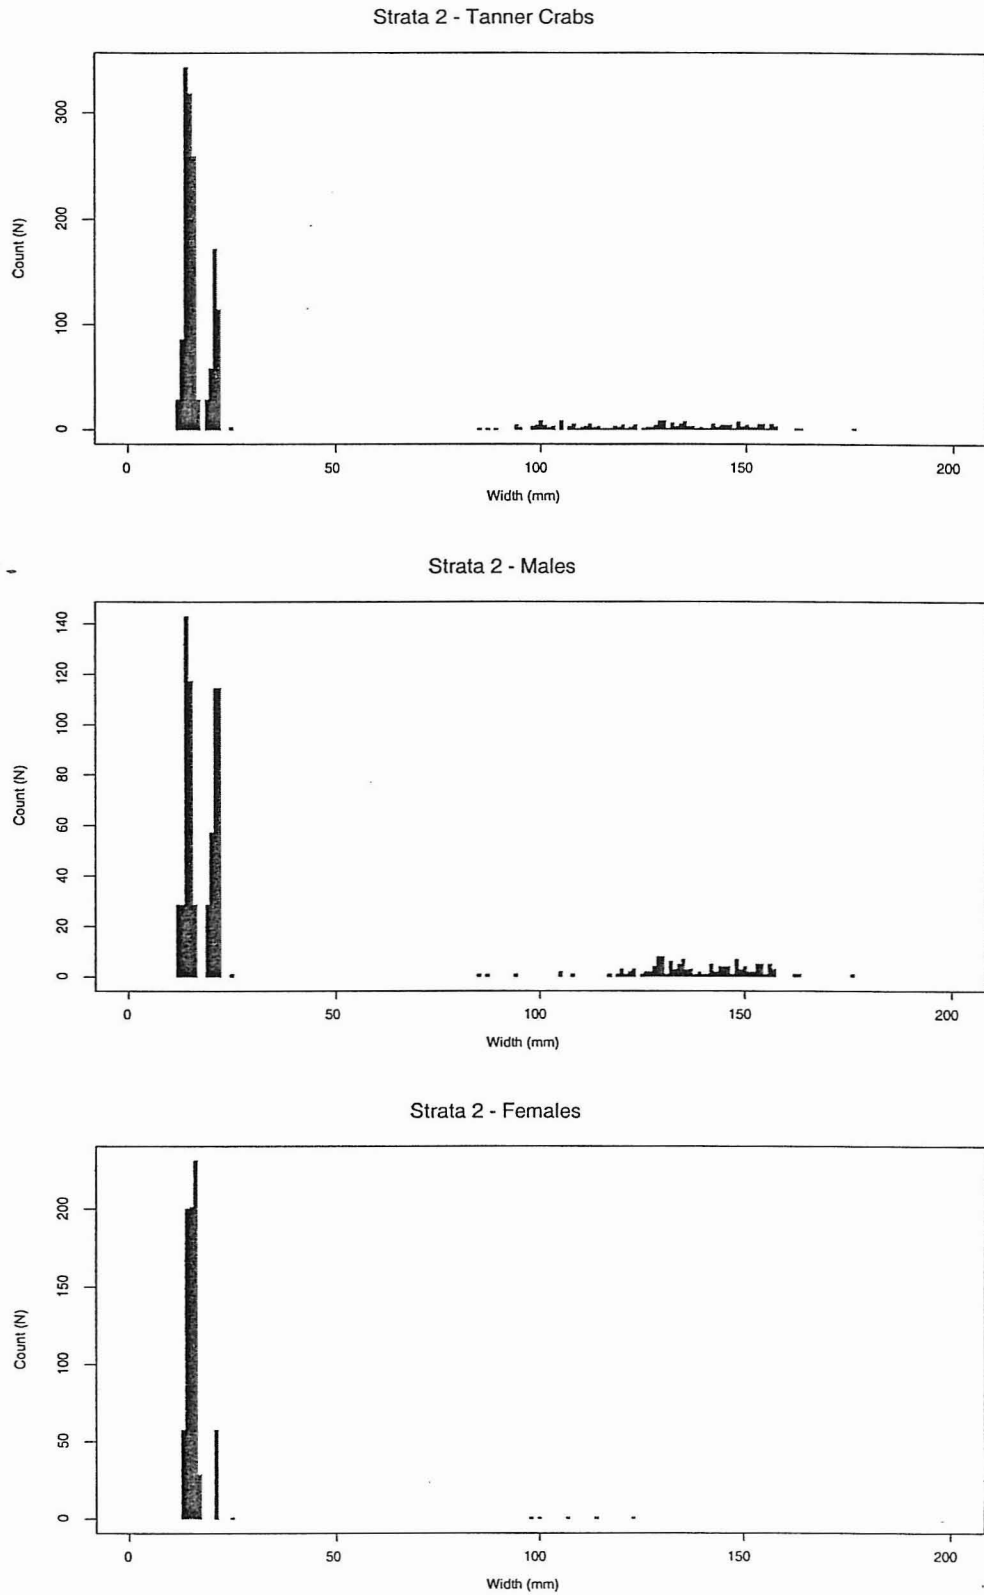 Strata 2 - Tanner Crabs
Count (N)
300
200
100
0
0 50 100 150 200
Width (mm)
Strata 2 - Males
Count (N)
140
120
100
80
60
40
20
0
0 50 100 150 200
Width (mm)
Strata 2 - Females
Count (N)
200
150
100
50
0
0 50 100 150 200
Width (mm)